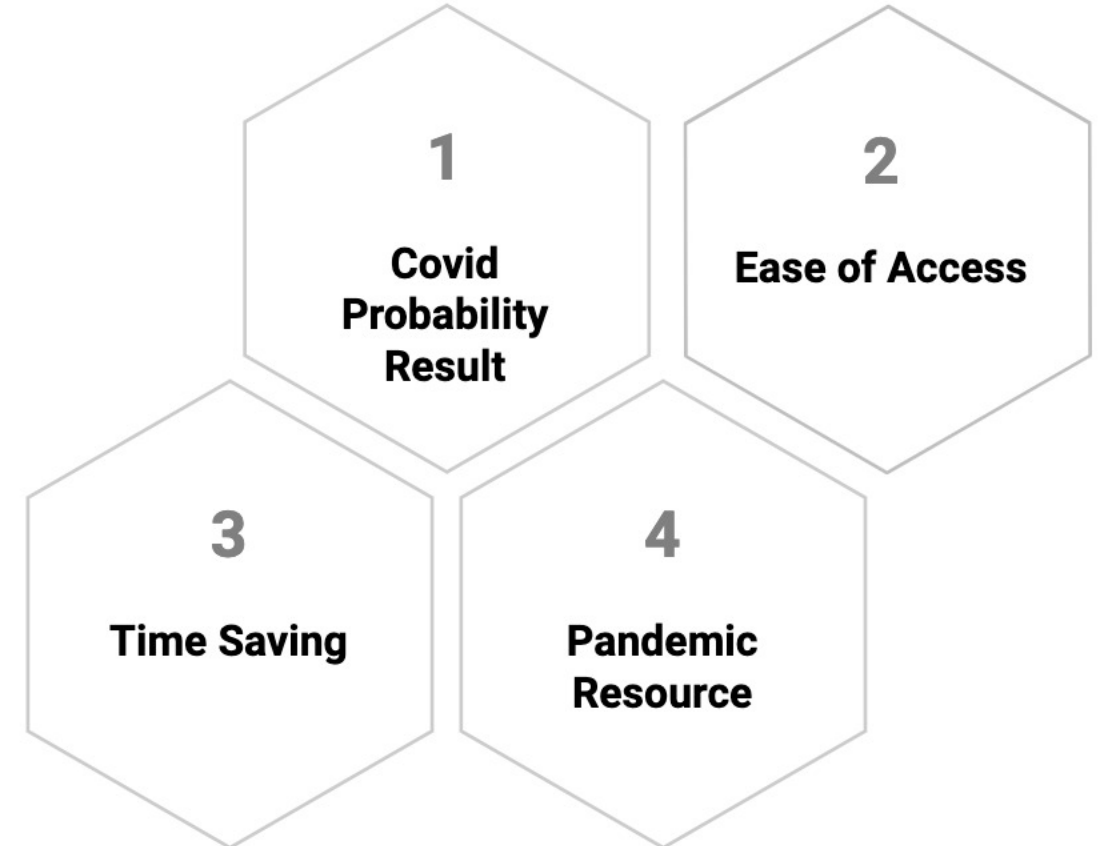 1
Covid
Probability
Result
2
Ease of Access
3
Time Saving
4
Pandemic
Resource